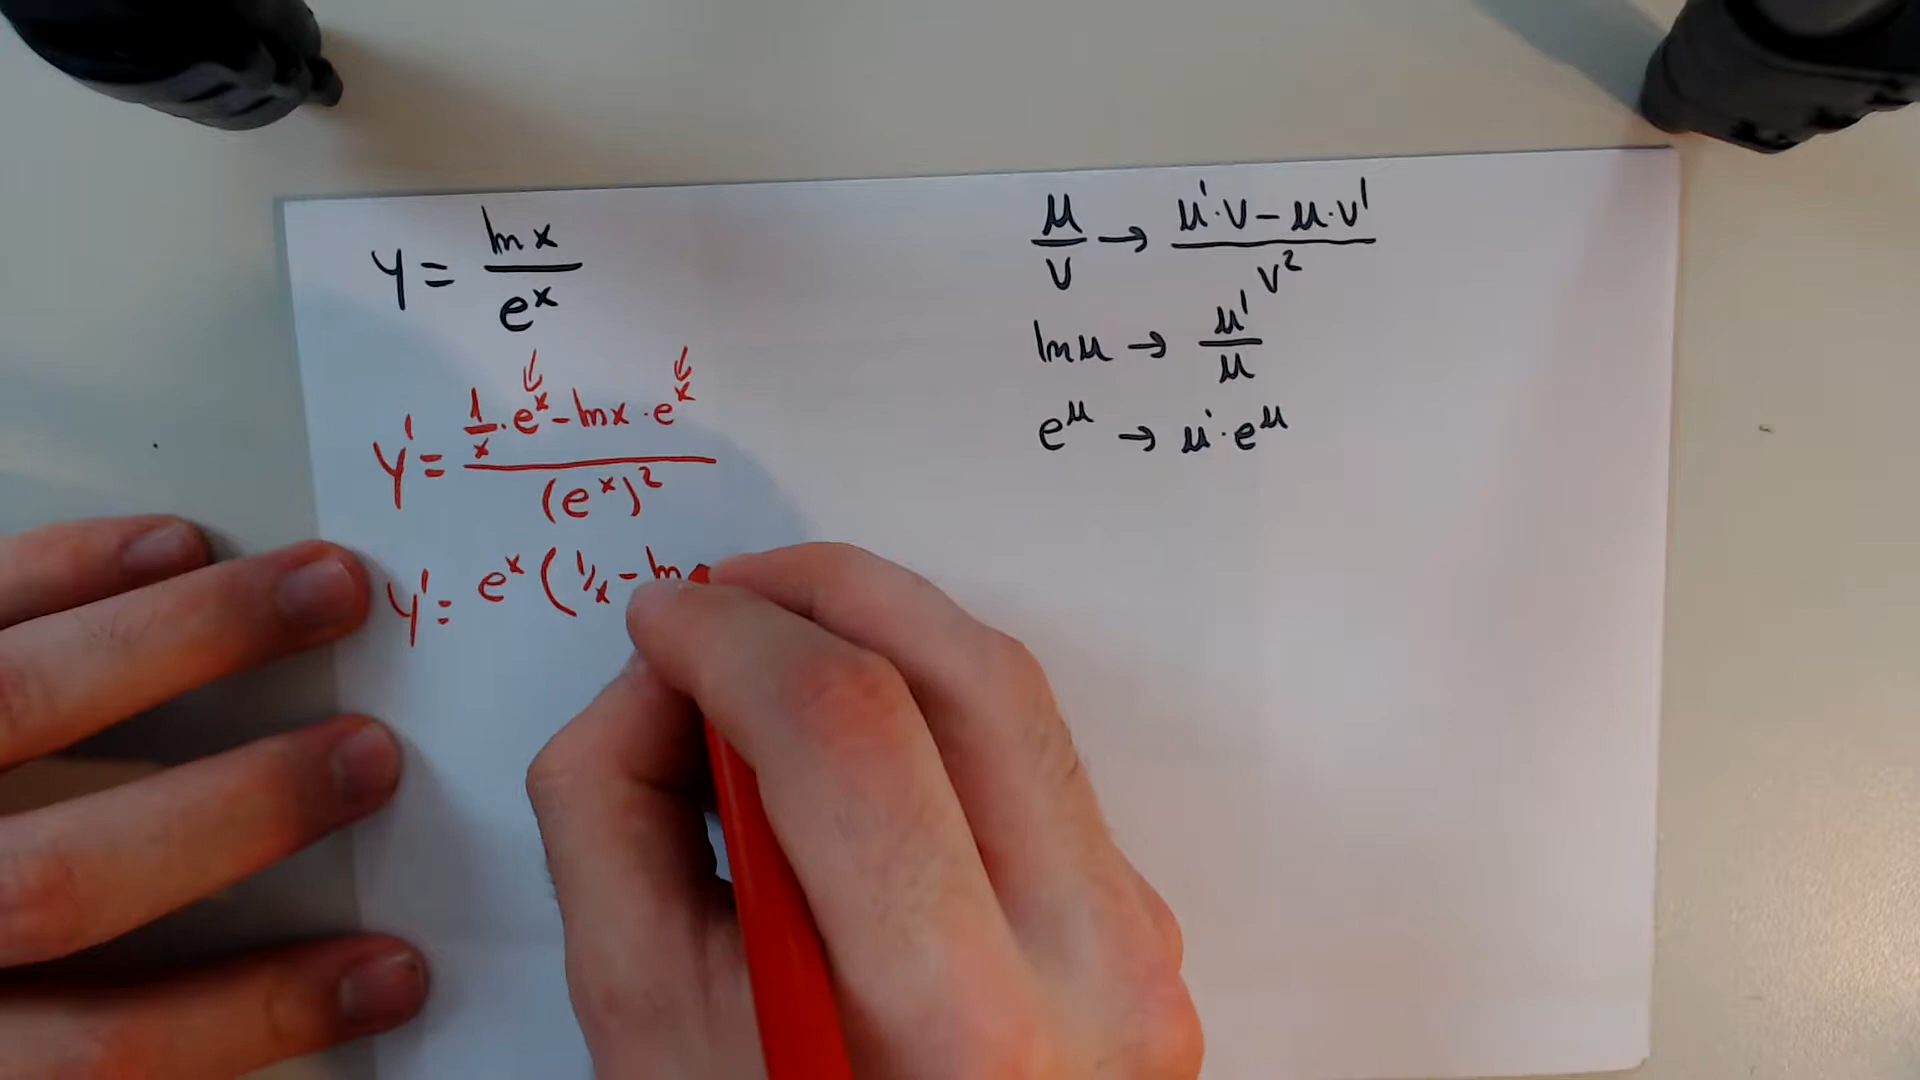 y = ln x / e^x
y' = (1/x · e^x - ln x · e^x) / (e^x)^2
y' = e^x (1/x - ln
u/v → (u'·v - u·v') / v^2
ln u → u'/u
e^u → u'·e^u